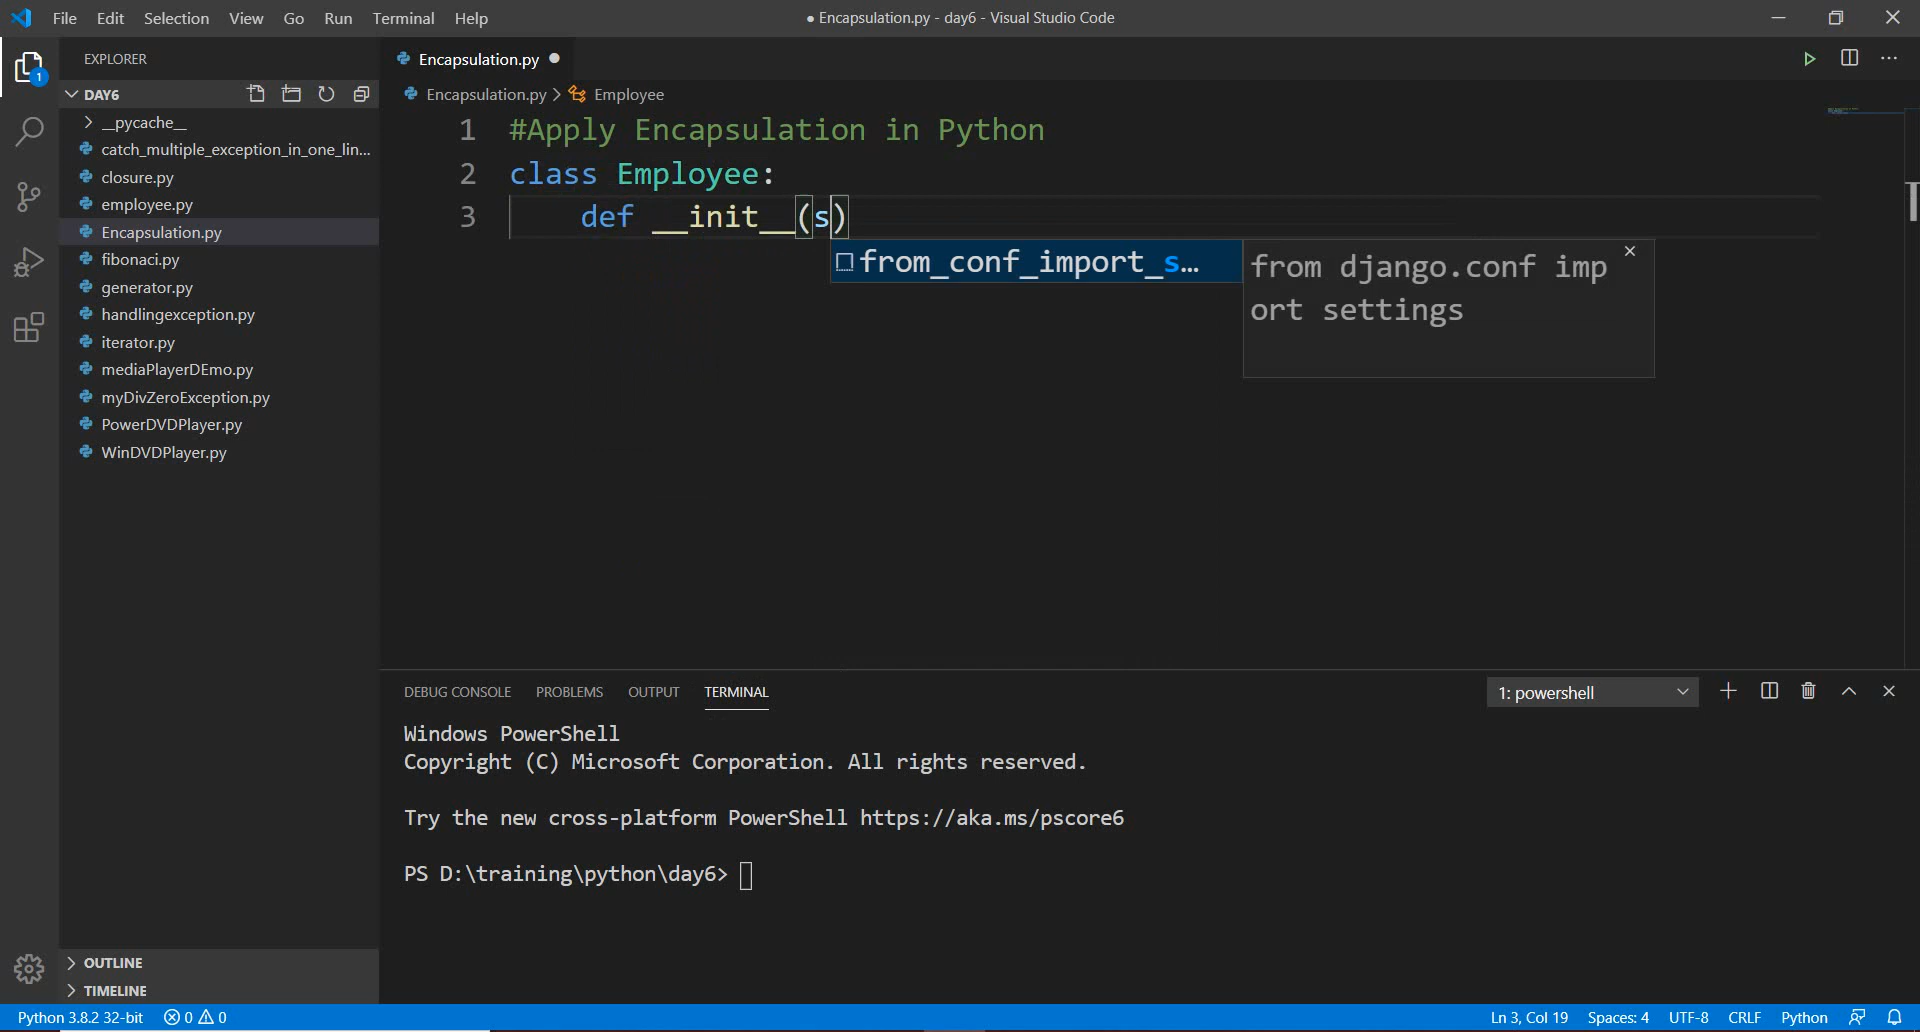 File Edit Selection View Go Run Terminal Help
● Encapsulation.py - day6 - Visual Studio Code
EXPLORER
1
DAY6
__pycache__
catch_multiple_exception_in_one_lin...
closure.py
employee.py
Encapsulation.py
fibonaci.py
generator.py
handlingexception.py
iterator.py
mediaPlayerDEmo.py
myDivZeroException.py
PowerDVDPlayer.py
WinDVDPlayer.py
OUTLINE
TIMELINE
Encapsulation.py ●
Encapsulation.py > Employee
1 #Apply Encapsulation in Python
2 class Employee:
3 def __init__(s)
from_conf_import_s...
from django.conf imp
ort settings
DEBUG CONSOLE PROBLEMS OUTPUT TERMINAL
1: powershell
Windows PowerShell
Copyright (C) Microsoft Corporation. All rights reserved.
Try the new cross-platform PowerShell https://aka.ms/pscore6
PS D:\training\python\day6>
Python 3.8.2 32-bit 0 0
Ln 3, Col 19 Spaces: 4 UTF-8 CRLF Python